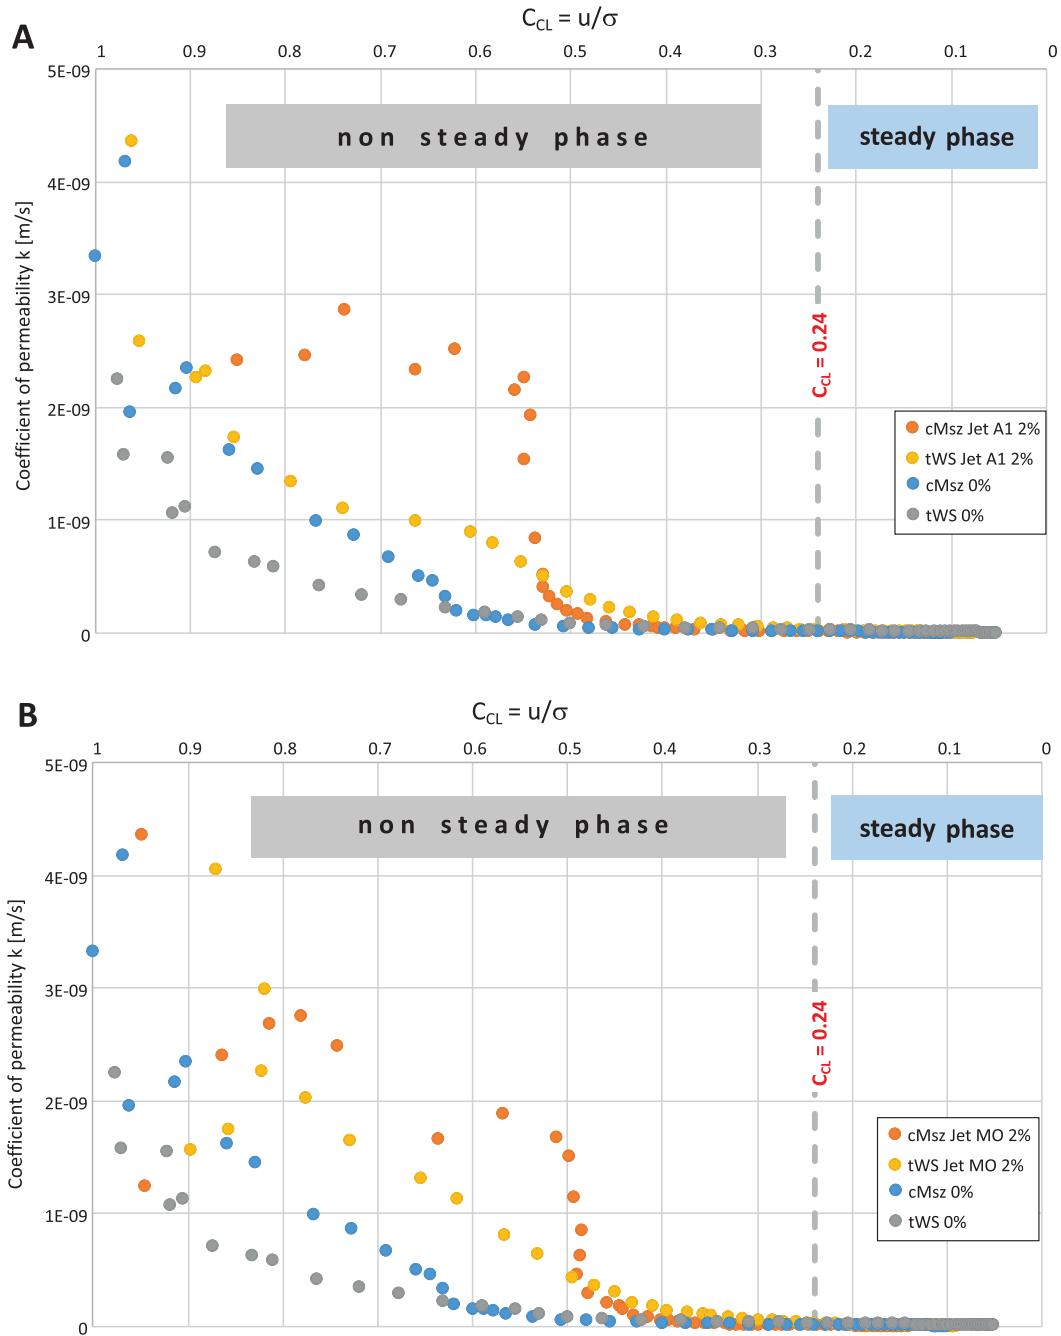 A
C_CL = u/σ
1 0.9 0.8 0.7 0.6 0.5 0.4 0.3 0.2 0.1 0
5E-09
non steady phase
steady phase
4E-09
3E-09
2E-09
1E-09
0
Coefficient of permeability k [m/s]
C_CL = 0.24
cMsz Jet A1 2%
tWS Jet A1 2%
cMsz 0%
tWS 0%
B
C_CL = u/σ
1 0.9 0.8 0.7 0.6 0.5 0.4 0.3 0.2 0.1 0
5E-09
non steady phase
steady phase
4E-09
3E-09
2E-09
1E-09
0
Coefficient of permeability k [m/s]
C_CL = 0.24
cMsz Jet MO 2%
tWS Jet MO 2%
cMsz 0%
tWS 0%